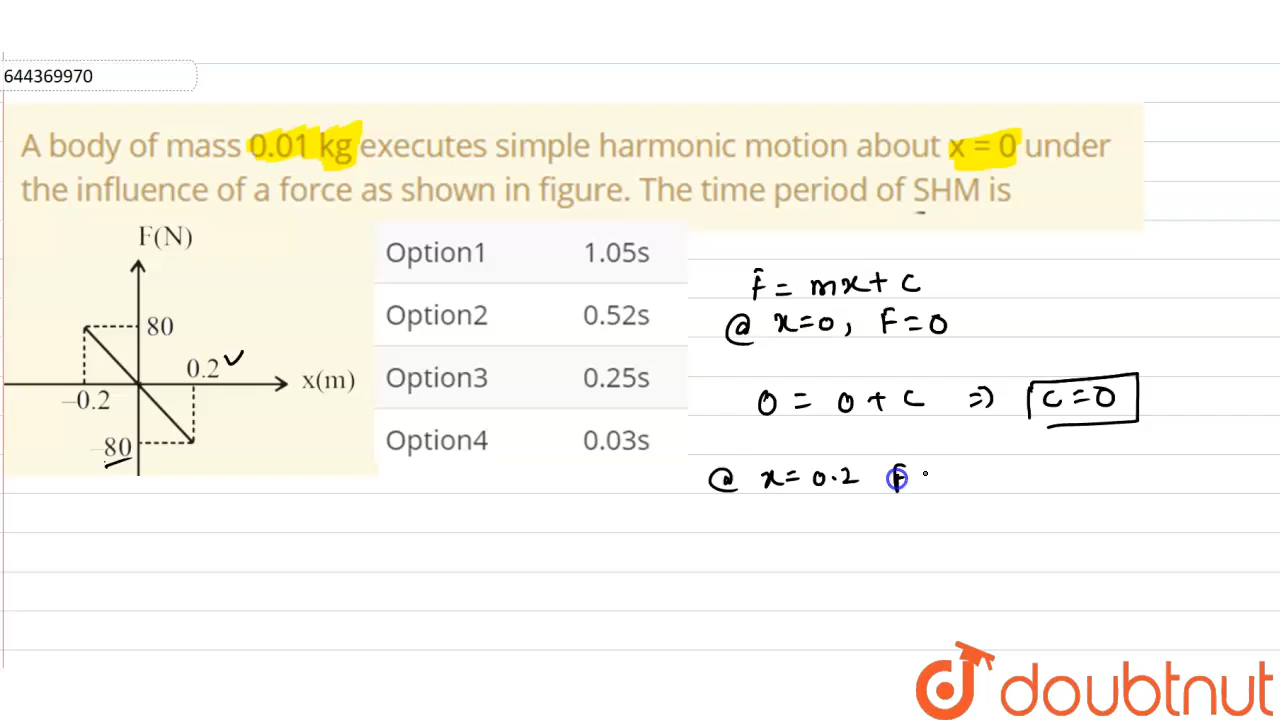 644369970
A body of mass 0.01 kg executes simple harmonic motion about x = 0 under
the influence of a force as shown in figure. The time period of SHM is
F(N)
80
0.2
x(m)
–0.2
–80
Option1 1.05s
Option2 0.52s
Option3 0.25s
Option4 0.03s
F = mx + c
@ x=0, F=0
0 = 0 + c ⇒ c=0
@ x= 0.2 F
doubtnut